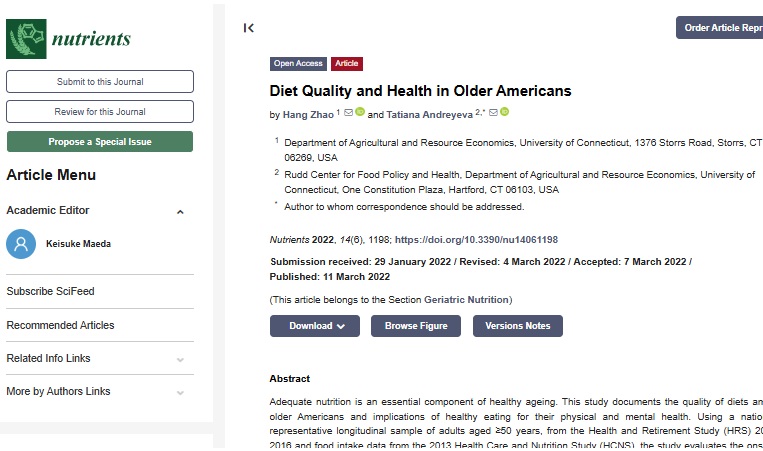 nutrients
Submit to this Journal
Review for this Journal
Propose a Special Issue
Article Menu
Academic Editor
Keisuke Maeda
Subscribe SciFeed
Recommended Articles
Related Info Links
More by Authors Links
Order Article Repr
Open Access Article
Diet Quality and Health in Older Americans
by Hang Zhao 1 and Tatiana Andreyeva 2,*
1 Department of Agricultural and Resource Economics, University of Connecticut, 1376 Storrs Road, Storrs, CT
06269, USA
2 Rudd Center for Food Policy and Health, Department of Agricultural and Resource Economics, University of
Connecticut, One Constitution Plaza, Hartford, CT 06103, USA
* Author to whom correspondence should be addressed.
Nutrients 2022, 14(6), 1198; https://doi.org/10.3390/nu14061198
Submission received: 29 January 2022 / Revised: 4 March 2022 / Accepted: 7 March 2022 /
Published: 11 March 2022
(This article belongs to the Section Geriatric Nutrition)
Download Browse Figure Versions Notes
Abstract
Adequate nutrition is an essential component of healthy ageing. This study documents the quality of diets am
older Americans and implications of healthy eating for their physical and mental health. Using a natio
representative longitudinal sample of adults aged ≥50 years, from the Health and Retirement Study (HRS) 20
2016 and food intake data from the 2013 Health Care and Nutrition Study (HCNS), the study evaluates the